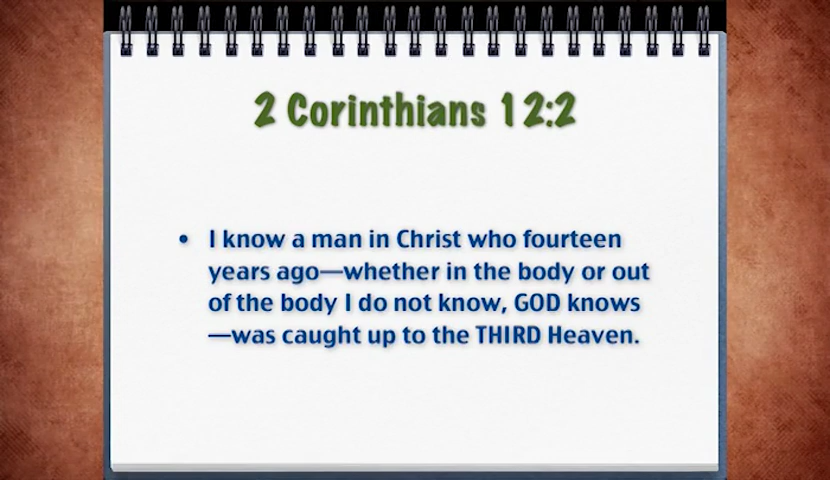 2 Corinthians 12:2
• I know a man in Christ who fourteen
years ago—whether in the body or out
of the body I do not know, GOD knows
—was caught up to the THIRD Heaven.